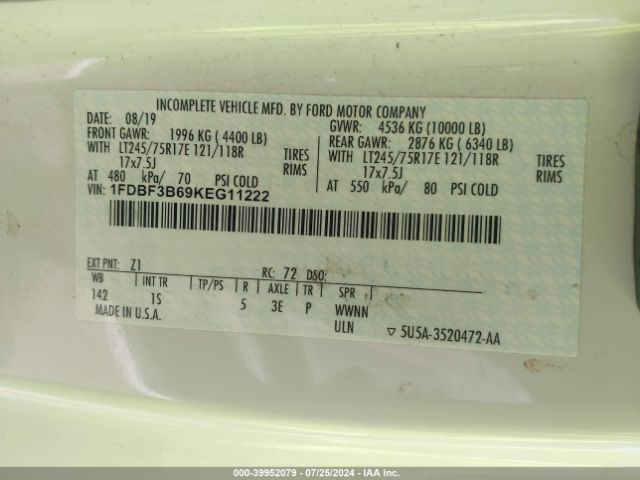 INCOMPLETE VEHICLE MFD. BY FORD MOTOR COMPANY
DATE: 08/19 GVWR: 4536 KG (10000 LB)
FRONT GAWR: 1996 KG ( 4400 LB) REAR GAWR: 2876 KG ( 6340 LB)
WITH LT245/75R17E 121/118R TIRES WITH LT245/75R17E 121/118R TIRES
17x7.5J RIMS 17x7.5J RIMS
AT 480 kPa/ 70 PSI COLD AT 550 kPa/ 80 PSI COLD
VIN: 1FDBF3B69KEG11222
EXT PNT: Z1 RC: 72 DSO:
WB INT TR TP/PS R AXLE TR SPR
142 1S 5 3E P WWNN
MADE IN U.S.A. ULN ▽ 5U5A-3520472-AA
000-39952079 - 07/25/2024 - IAA Inc.